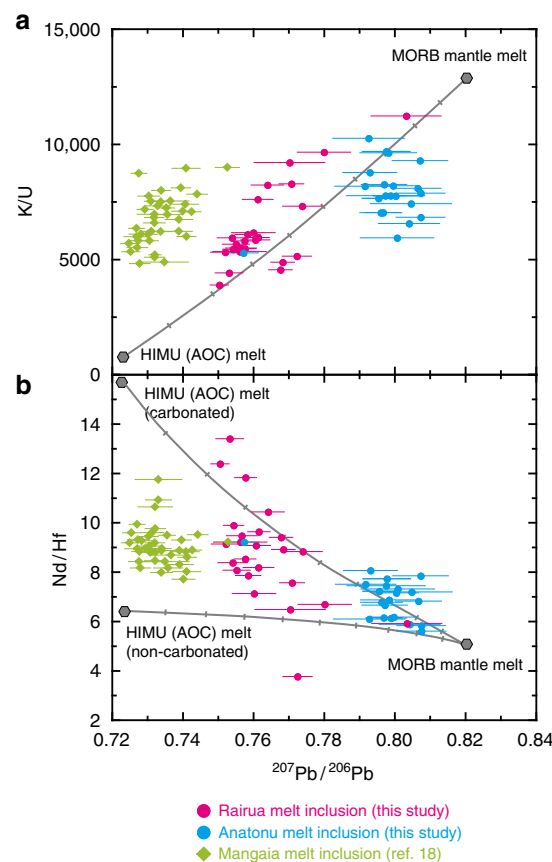 a
15,000
MORB mantle melt
10,000
K/U
5000
HIMU (AOC) melt
0
b
HIMU (AOC) melt
(carbonated)
14
12
10
Nd/Hf
8
6
HIMU (AOC) melt
(non-carbonated)
MORB mantle melt
4
2
0.72 0.74 0.76 0.78 0.80 0.82 0.84
²⁰⁷Pb/²⁰⁶Pb
Rairua melt inclusion (this study)
Anatonu melt inclusion (this study)
Mangaia melt inclusion (ref. 18)